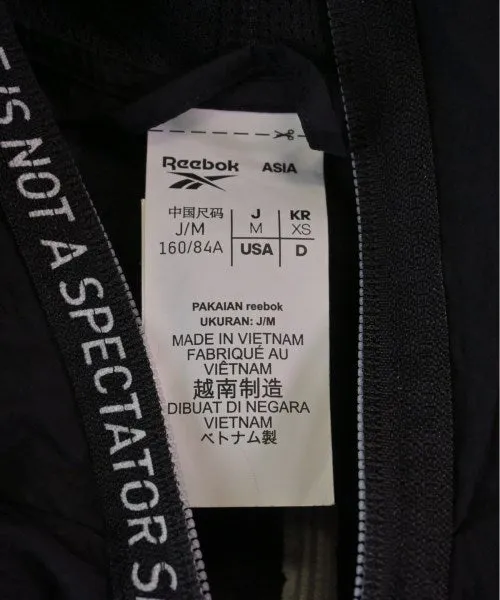 IS NOT A SPECTATOR S
Reebok ASIA
中国尺码 J KR
J/M M XS
160/84A USA D
PAKAIAN reebok
UKURAN: J/M
MADE IN VIETNAM
FABRIQUÉ AU
VIÊTNAM
越南制造
DIBUAT DI NEGARA
VIETNAM
ベトナム製